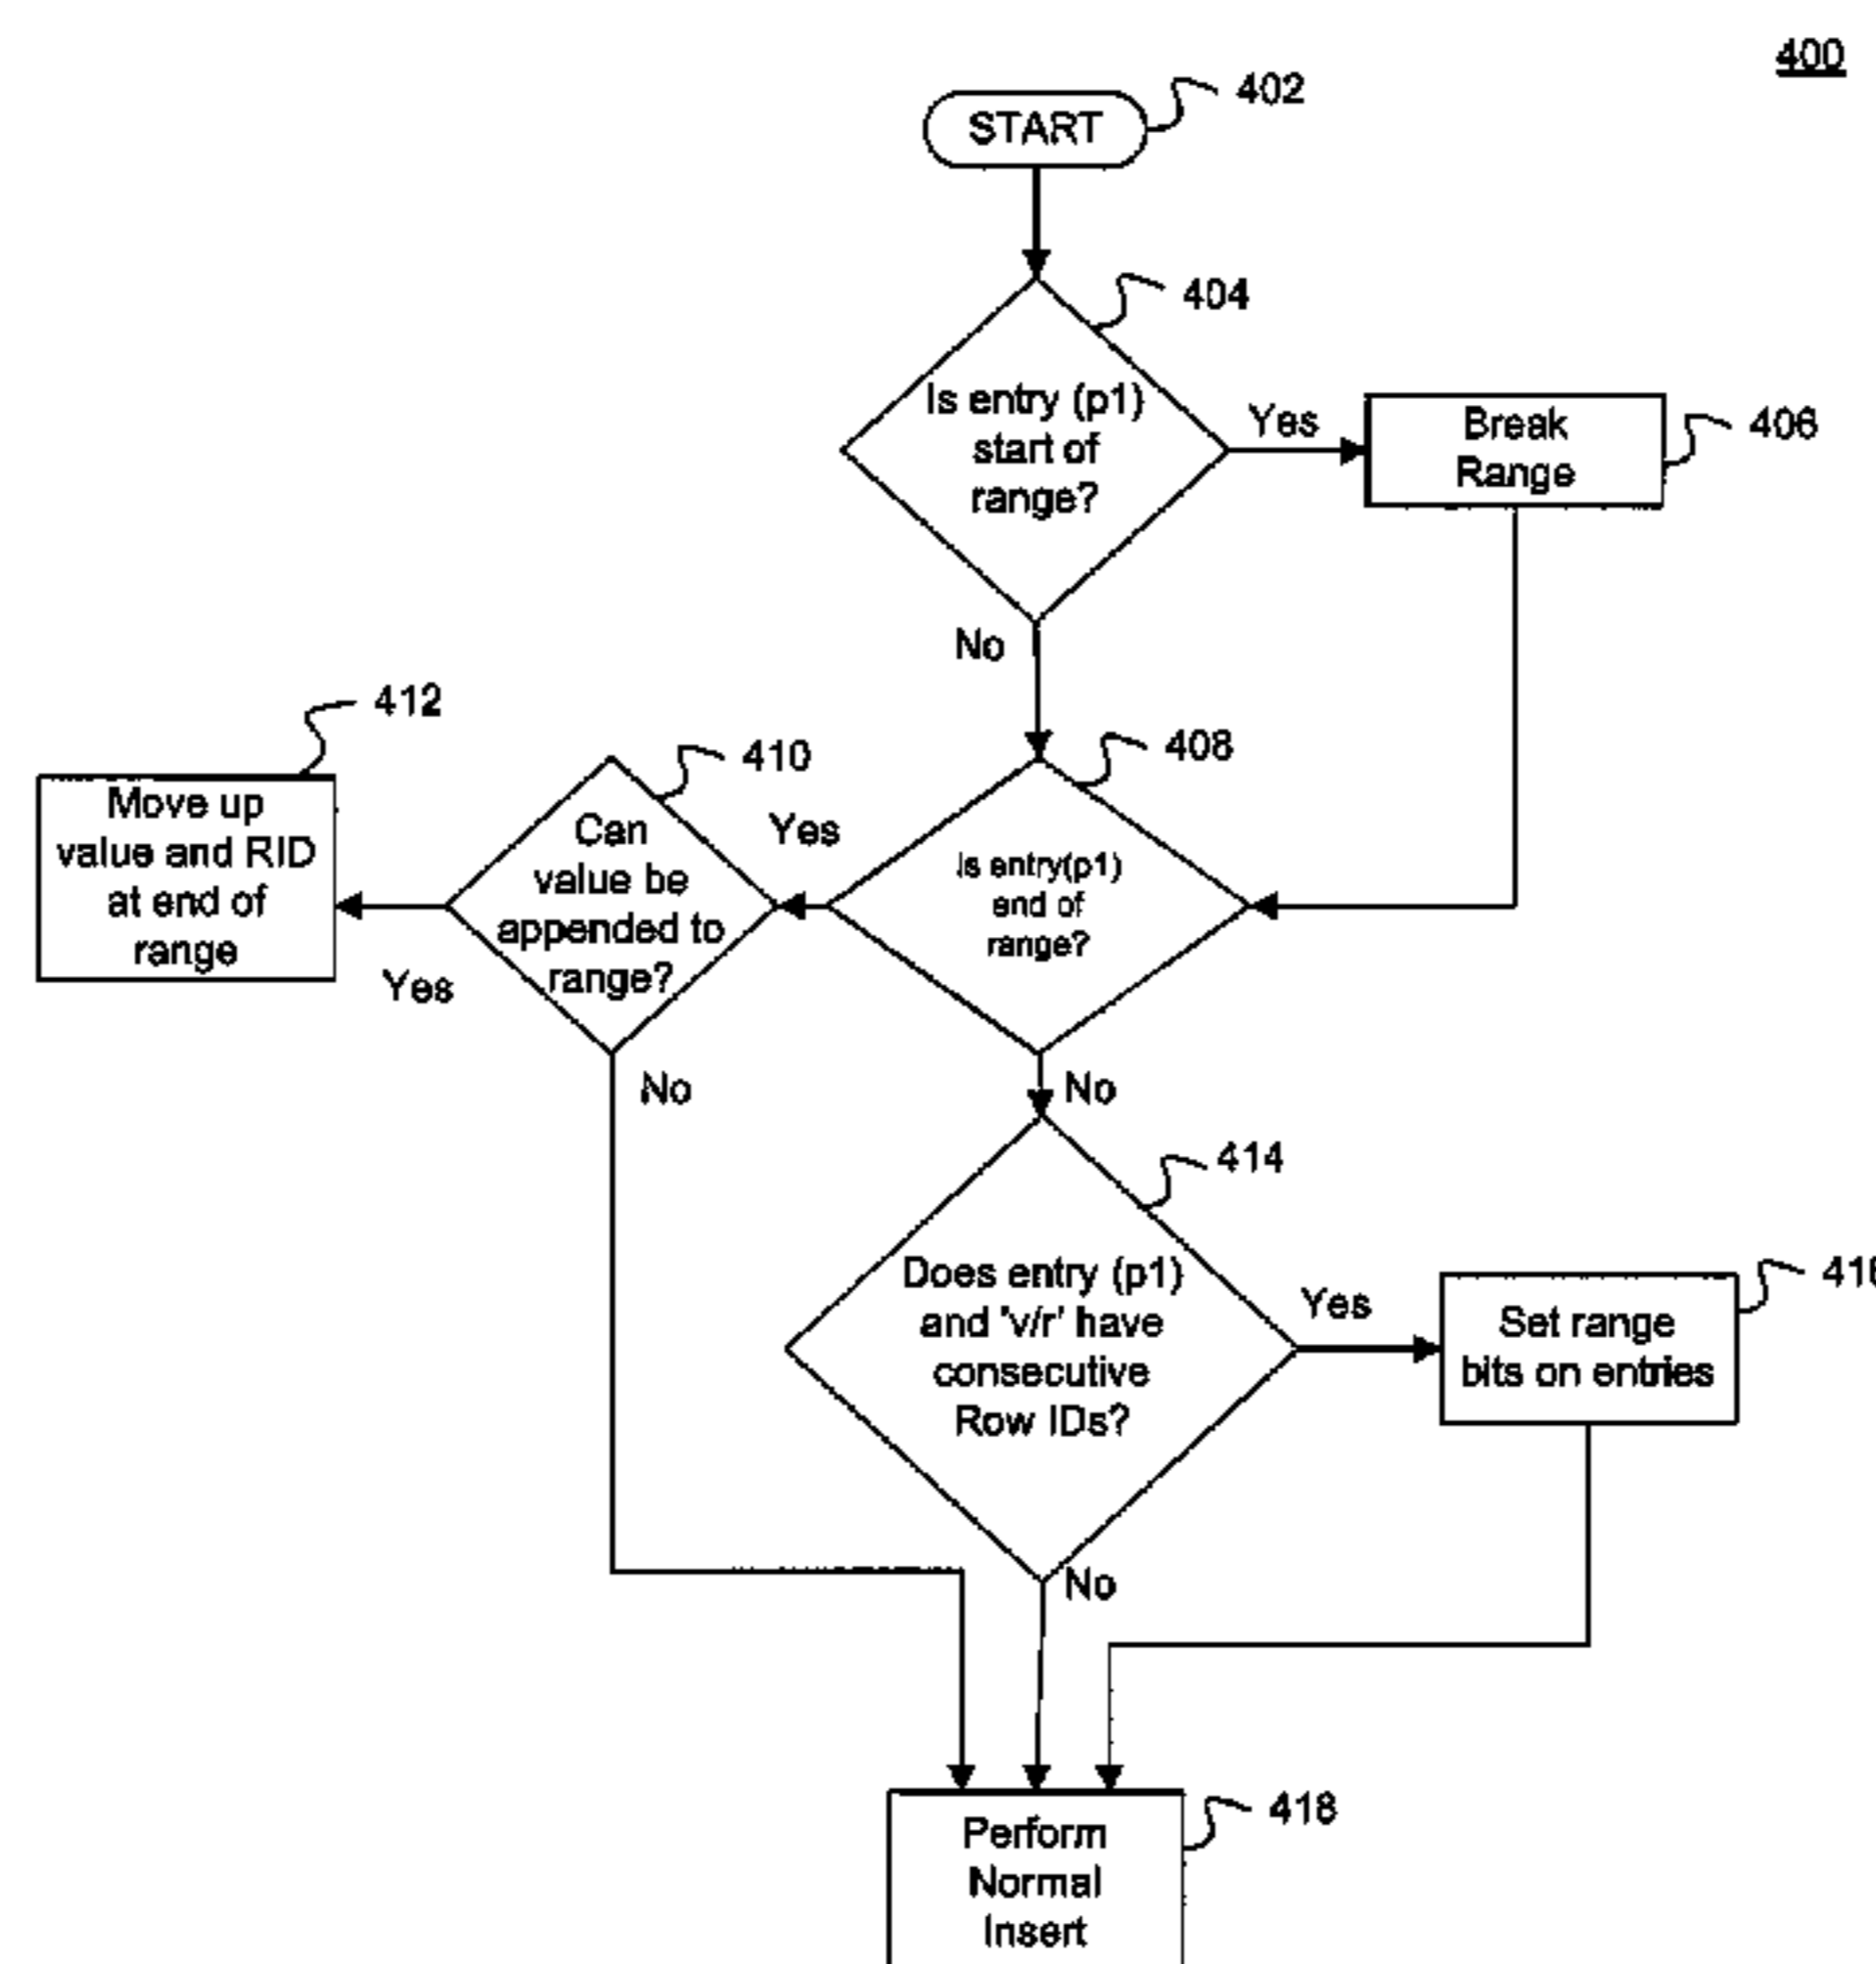 400
START
402
404
Is entry (p1)
start of
range?
Yes
Break
Range
406
No
412
Move up
value and RID
at end of
range
410
Can
value be
appended to
range?
Yes
Yes
408
Is entry(p1)
end of
range?
No
No
414
Does entry (p1)
and 'v/r' have
consecutive
Row IDs?
Yes
Set range
bits on entries
No
418
Perform
Normal
Insert